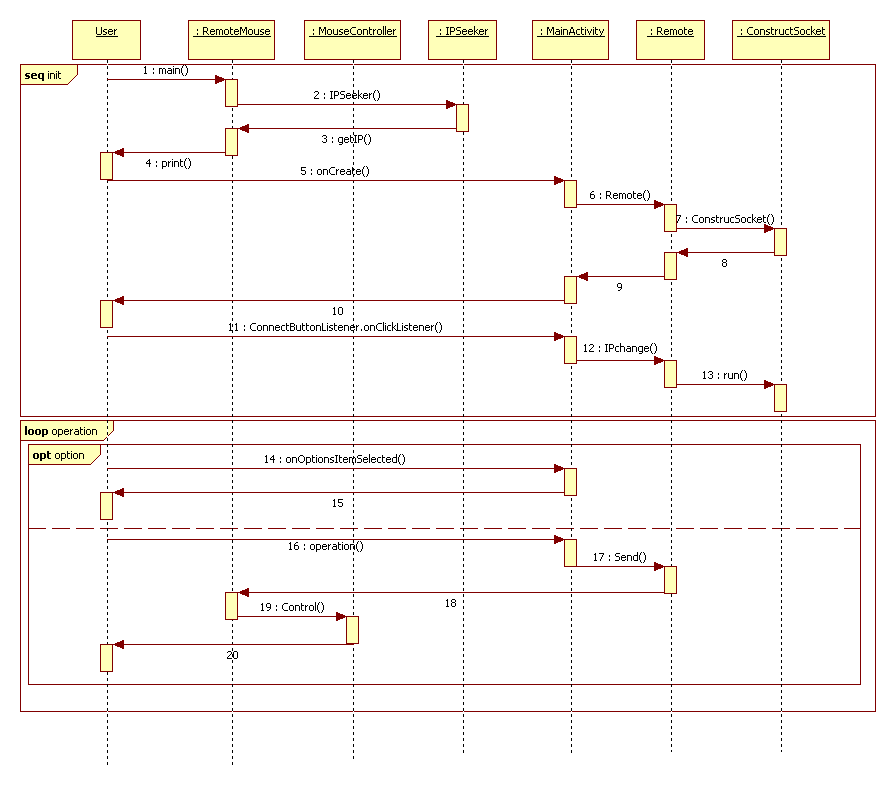 User
: RemoteMouse
: MouseController
: IPSeeker
: MainActivity
: Remote
: ConstructSocket
seq init
1 : main()
2 : IPSeeker()
3 : getIP()
4 : print()
5 : onCreate()
6 : Remote()
7 : ConstrucSocket()
8
9
10
11 : ConnectButtonListener.onClickListener()
12 : IPchange()
13 : run()
loop operation
opt option
14 : onOptionsItemSelected()
15
16 : operation()
17 : Send()
18
19 : Control()
20